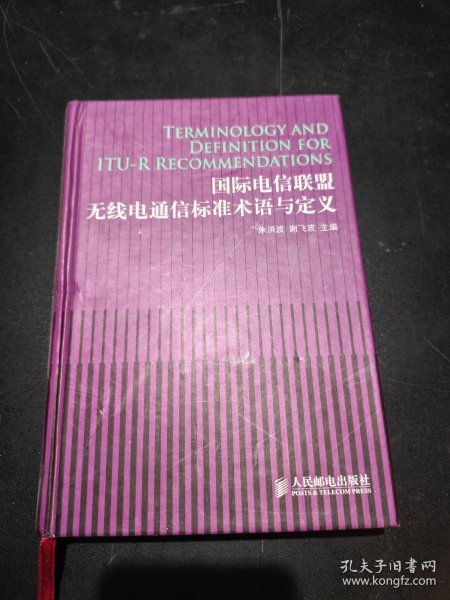 TERMINOLOGY AND
DEFINITION FOR
ITU-R RECOMMENDATIONS
国际电信联盟
无线电通信标准术语与定义
朱洪波 谢飞波 主编
人民邮电出版社
POSTS & TELECOM PRESS
孔夫子旧书网
www.kongfz.com